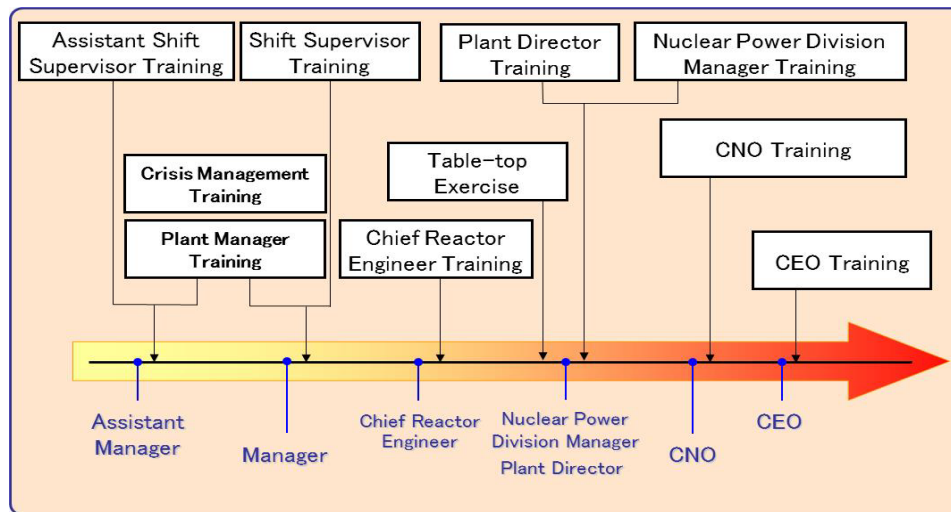 Assistant Shift
Supervisor Training
Shift Supervisor
Training
Plant Director
Training
Nuclear Power Division
Manager Training
Crisis Management
Training
Table-top
Exercise
CNO Training
Plant Manager
Training
Chief Reactor
Engineer Training
CEO Training
Assistant
Manager
Manager
Chief Reactor
Engineer
Nuclear Power
Division Manager
Plant Director
CNO
CEO